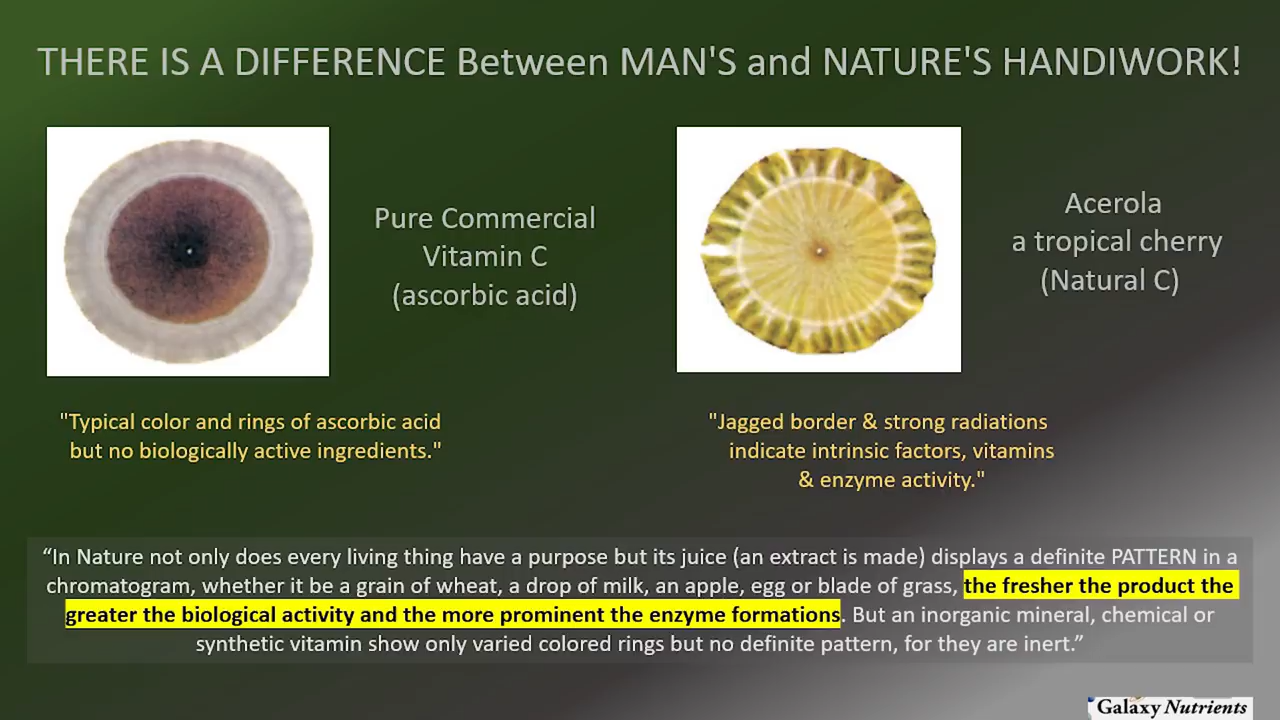 THERE IS A DIFFERENCE Between MAN'S and NATURE'S HANDIWORK!
Pure Commercial
Vitamin C
(ascorbic acid)
Acerola
a tropical cherry
(Natural C)
"Typical color and rings of ascorbic acid
but no biologically active ingredients."
"Jagged border & strong radiations
indicate intrinsic factors, vitamins
& enzyme activity."
“In Nature not only does every living thing have a purpose but its juice (an extract is made) displays a definite PATTERN in a
chromatogram, whether it be a grain of wheat, a drop of milk, an apple, egg or blade of grass, the fresher the product the
greater the biological activity and the more prominent the enzyme formations. But an inorganic mineral, chemical or
synthetic vitamin show only varied colored rings but no definite pattern, for they are inert.”
Galaxy Nutrients